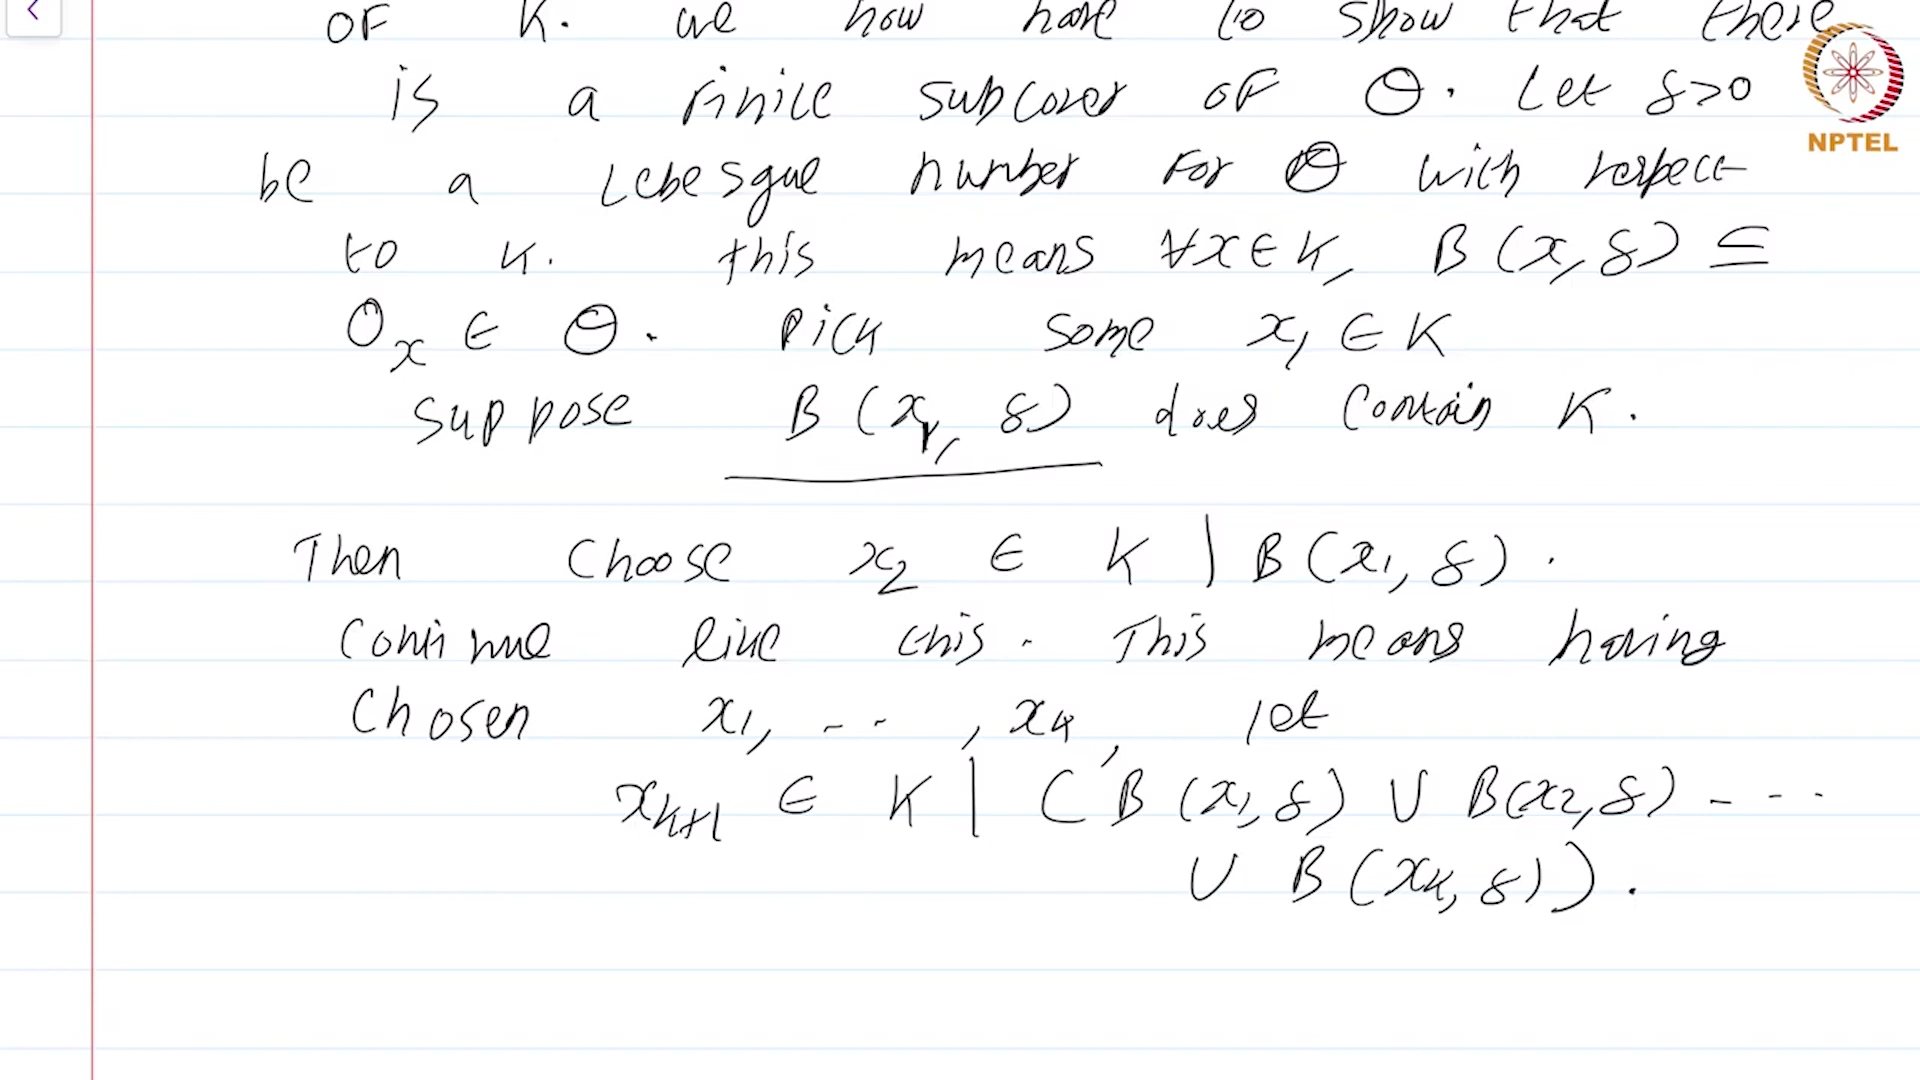 of K. we now have to show that there
is a finite subcover of Θ. Let δ>0
be a Lebesgue number for Θ with respect
to K. this means ∀x∈K, B(x,δ) ⊆
O_x ∈ Θ. Pick some x_1 ∈ K
suppose B(x_1, δ) does contain K.
Then choose x_2 ∈ K \ B(x_1, δ).
Continue like this. This means having
chosen x_1, -- , x_k, let
x_{k+1} ∈ K \ (B(x_1,δ) ∪ B(x_2,δ) ----
∪ B(x_k,δ)).
NPTEL